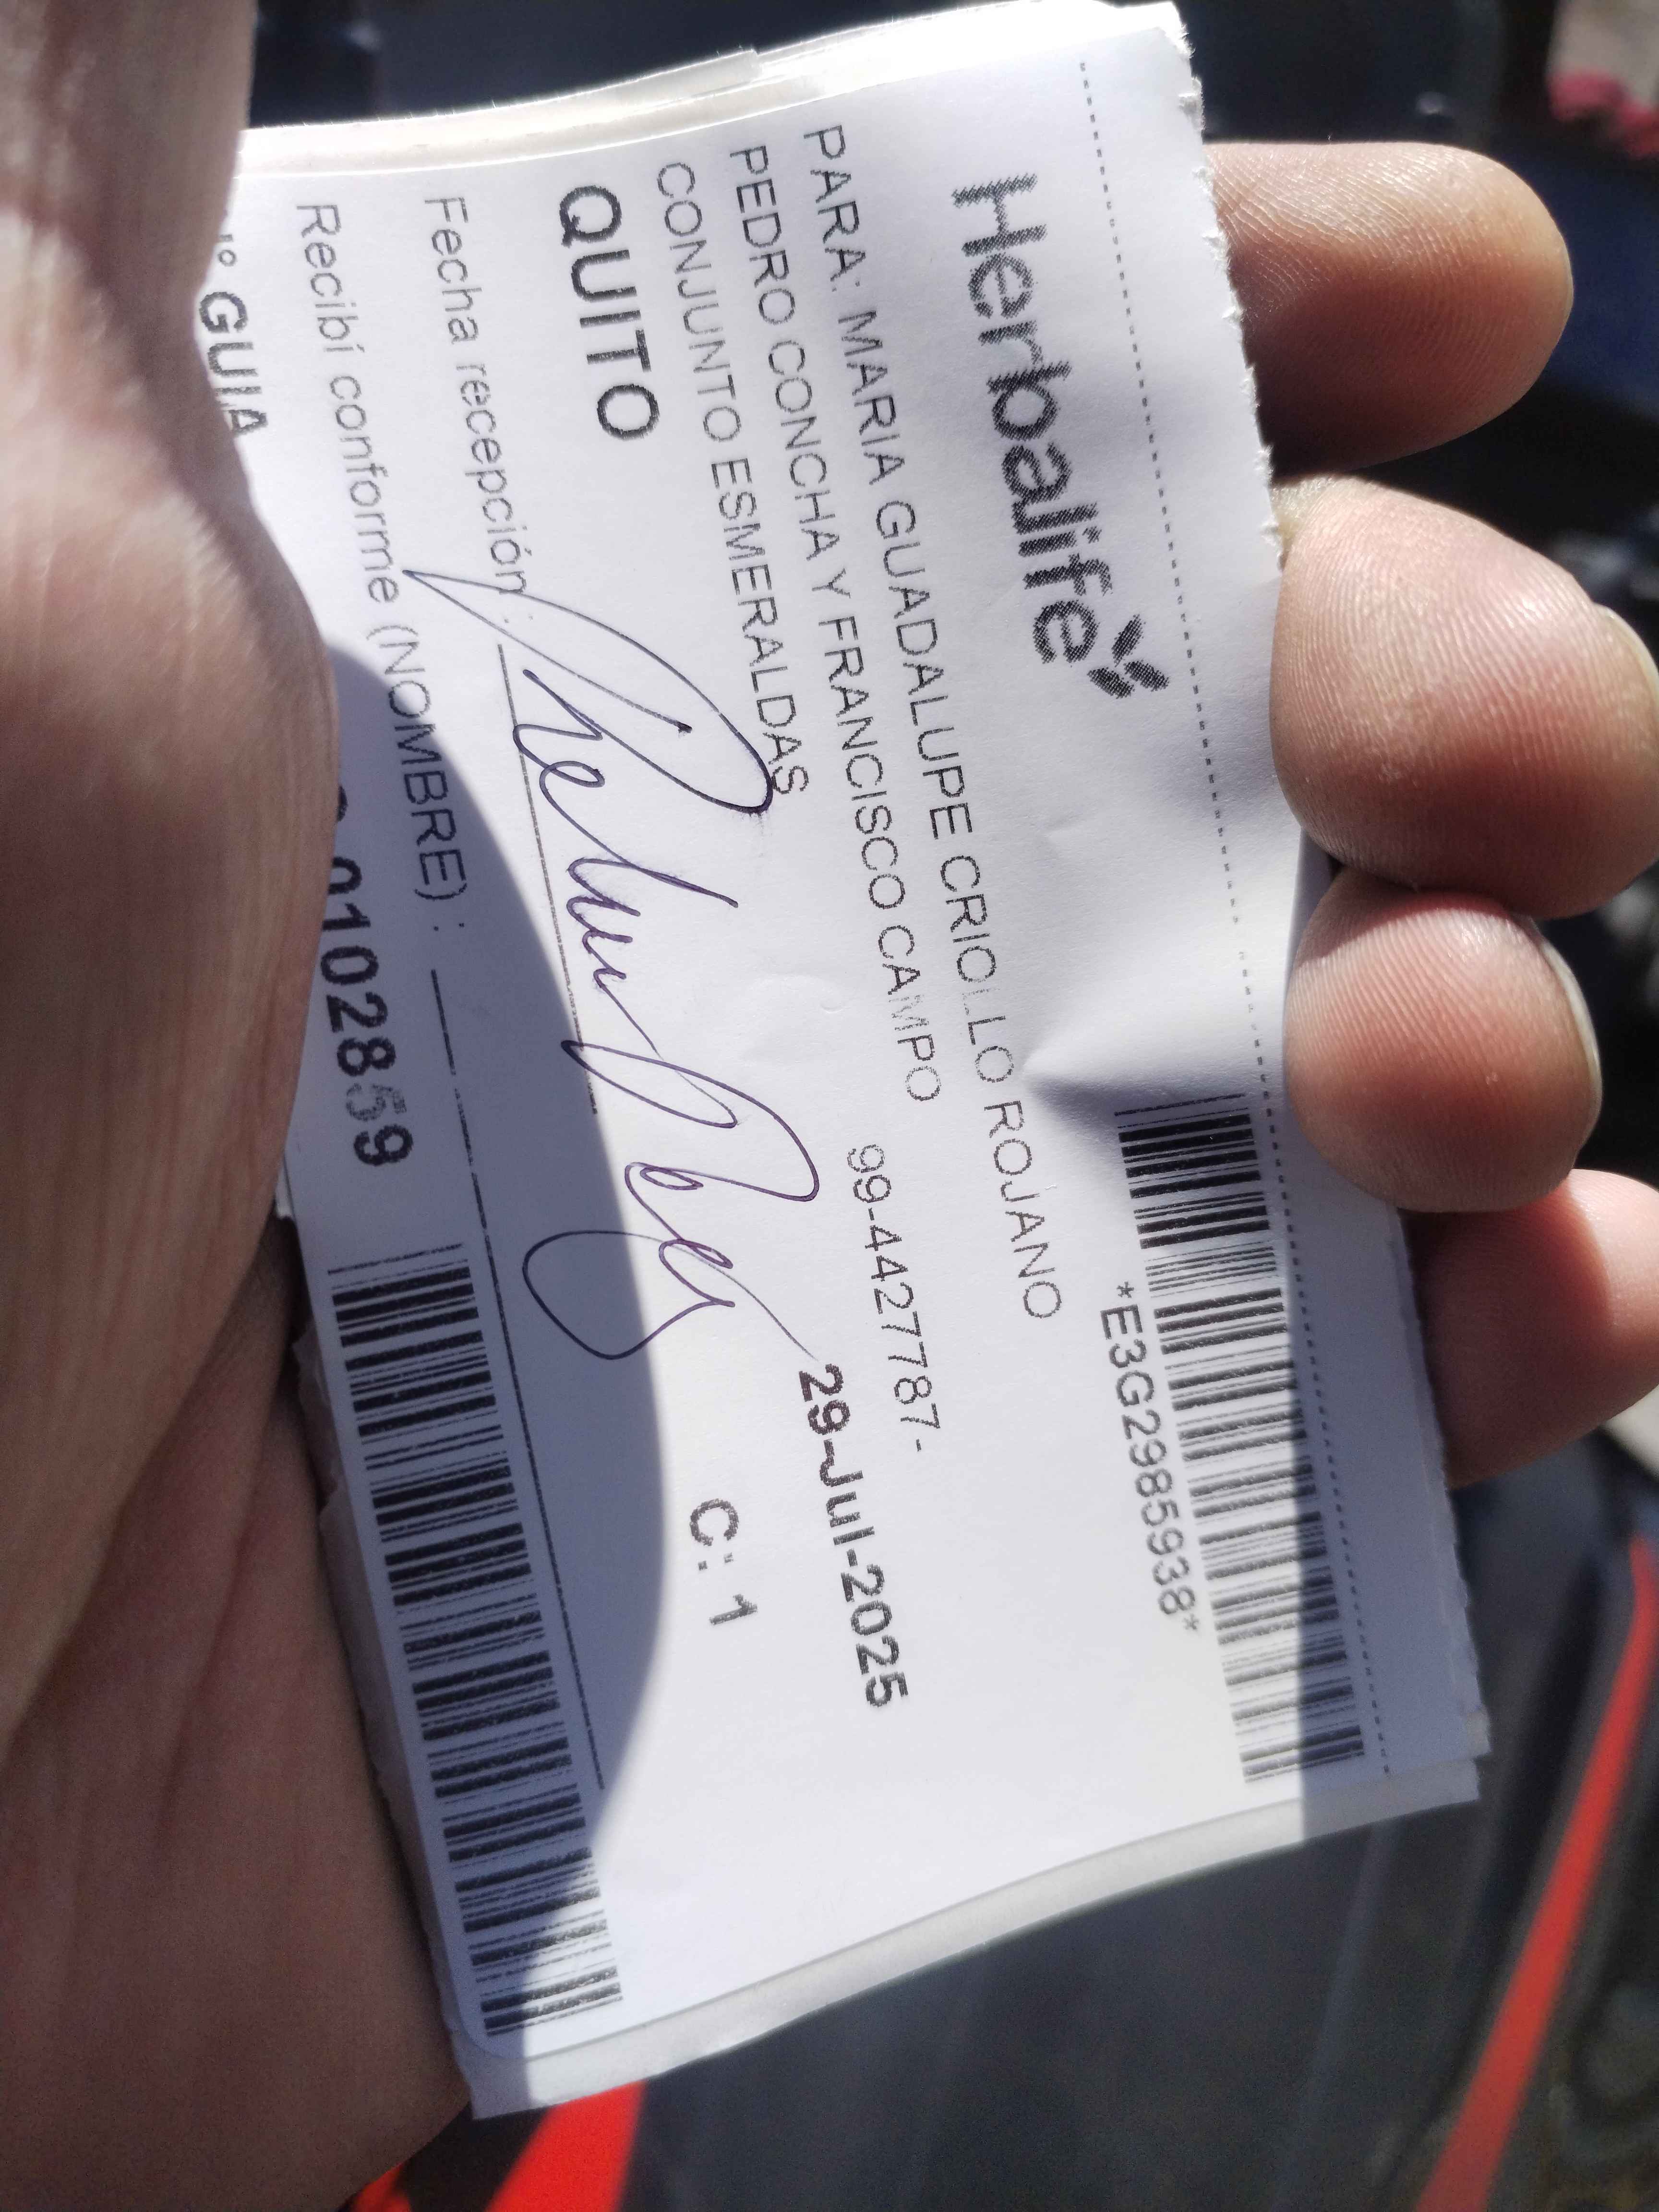 Herbalife
*E3G2985938*
PARA: MARIA GUADALUPE CRIOLLO ROJANO
PEDRO CONCHA Y FRANCISCO CAMPO
99-4427787-
CONJUNTO ESMERALDAS
29-Jul-2025
QUITO
C: 1
Fecha recepción :
Recibí conforme (NOMBRE) :
GUIA
0102859